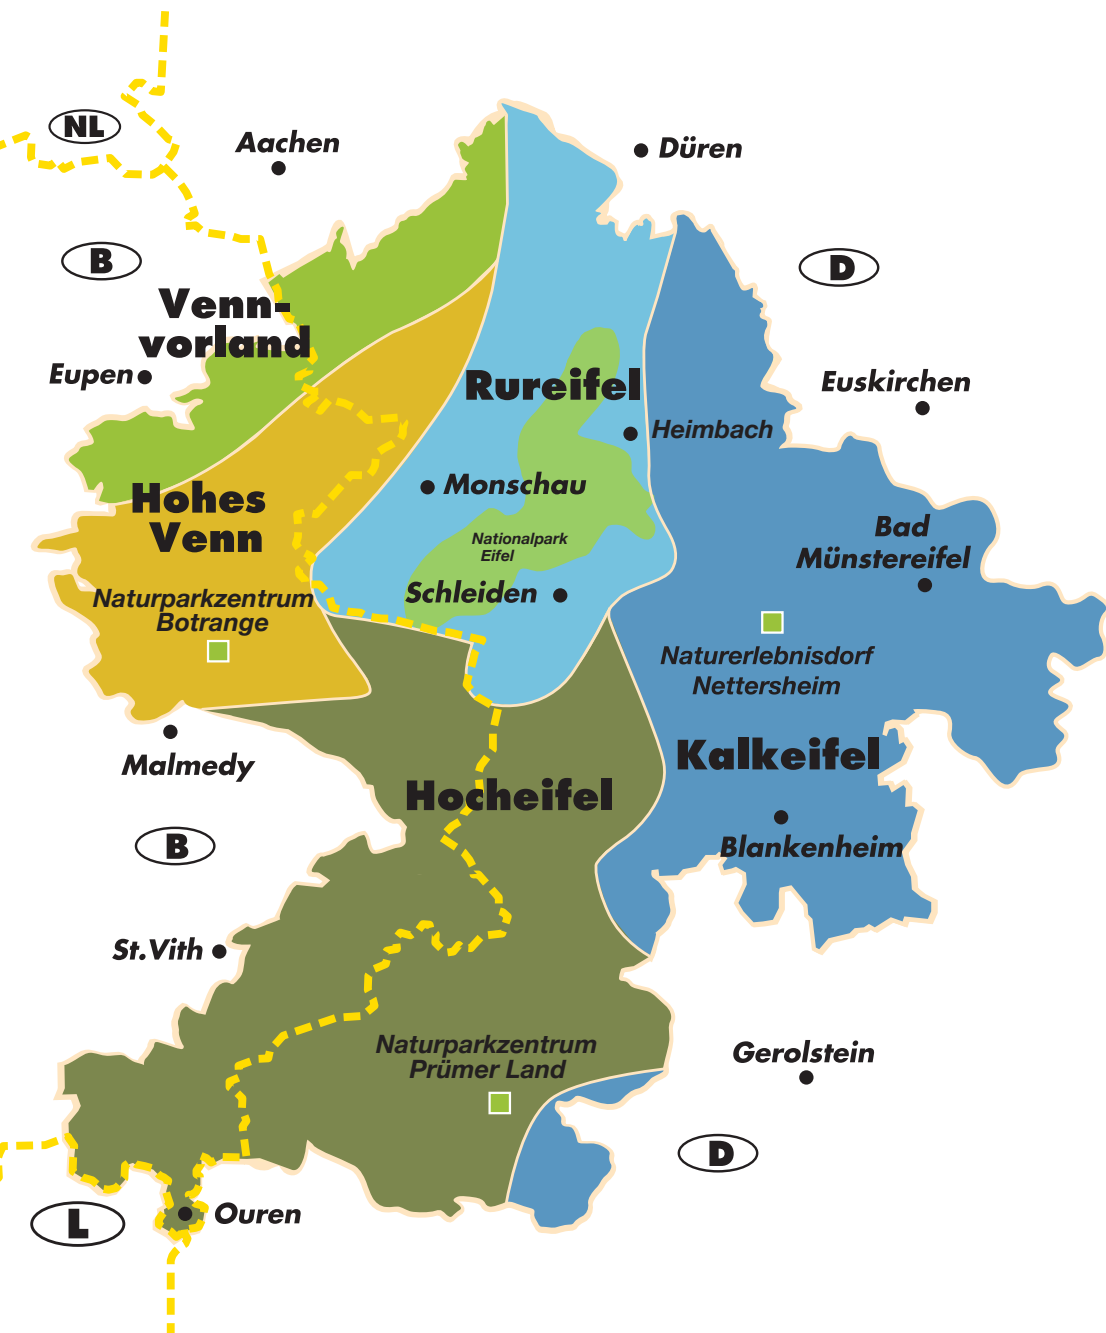 NL
Aachen
Düren
B
D
Venn-
vorland
Eupen
Rureifel
Euskirchen
Heimbach
Monschau
Hohes
Venn
Bad
Münstereifel
Nationalpark
Eifel
Schleiden
Naturparkzentrum
Botrange
Naturerlebnisdorf
Nettersheim
Malmedy
Kalkeifel
Hocheifel
B
Blankenheim
St.Vith
Naturparkzentrum
Prümer Land
Gerolstein
D
L
Ouren